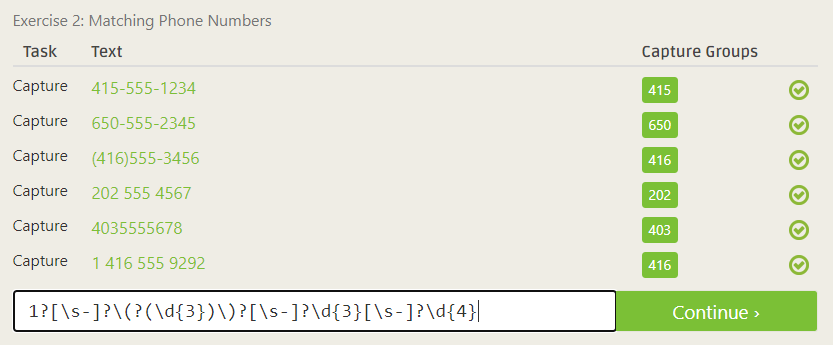 Exercise 2: Matching Phone Numbers
Task Text Capture Groups
Capture 415-555-1234 415
Capture 650-555-2345 650
Capture (416)555-3456 416
Capture 202 555 4567 202
Capture 4035555678 403
Capture 1 416 555 9292 416
1?[\s-]?\(?(\d{3})\)?[\s-]?\d{3}[\s-]?\d{4} Continue ›